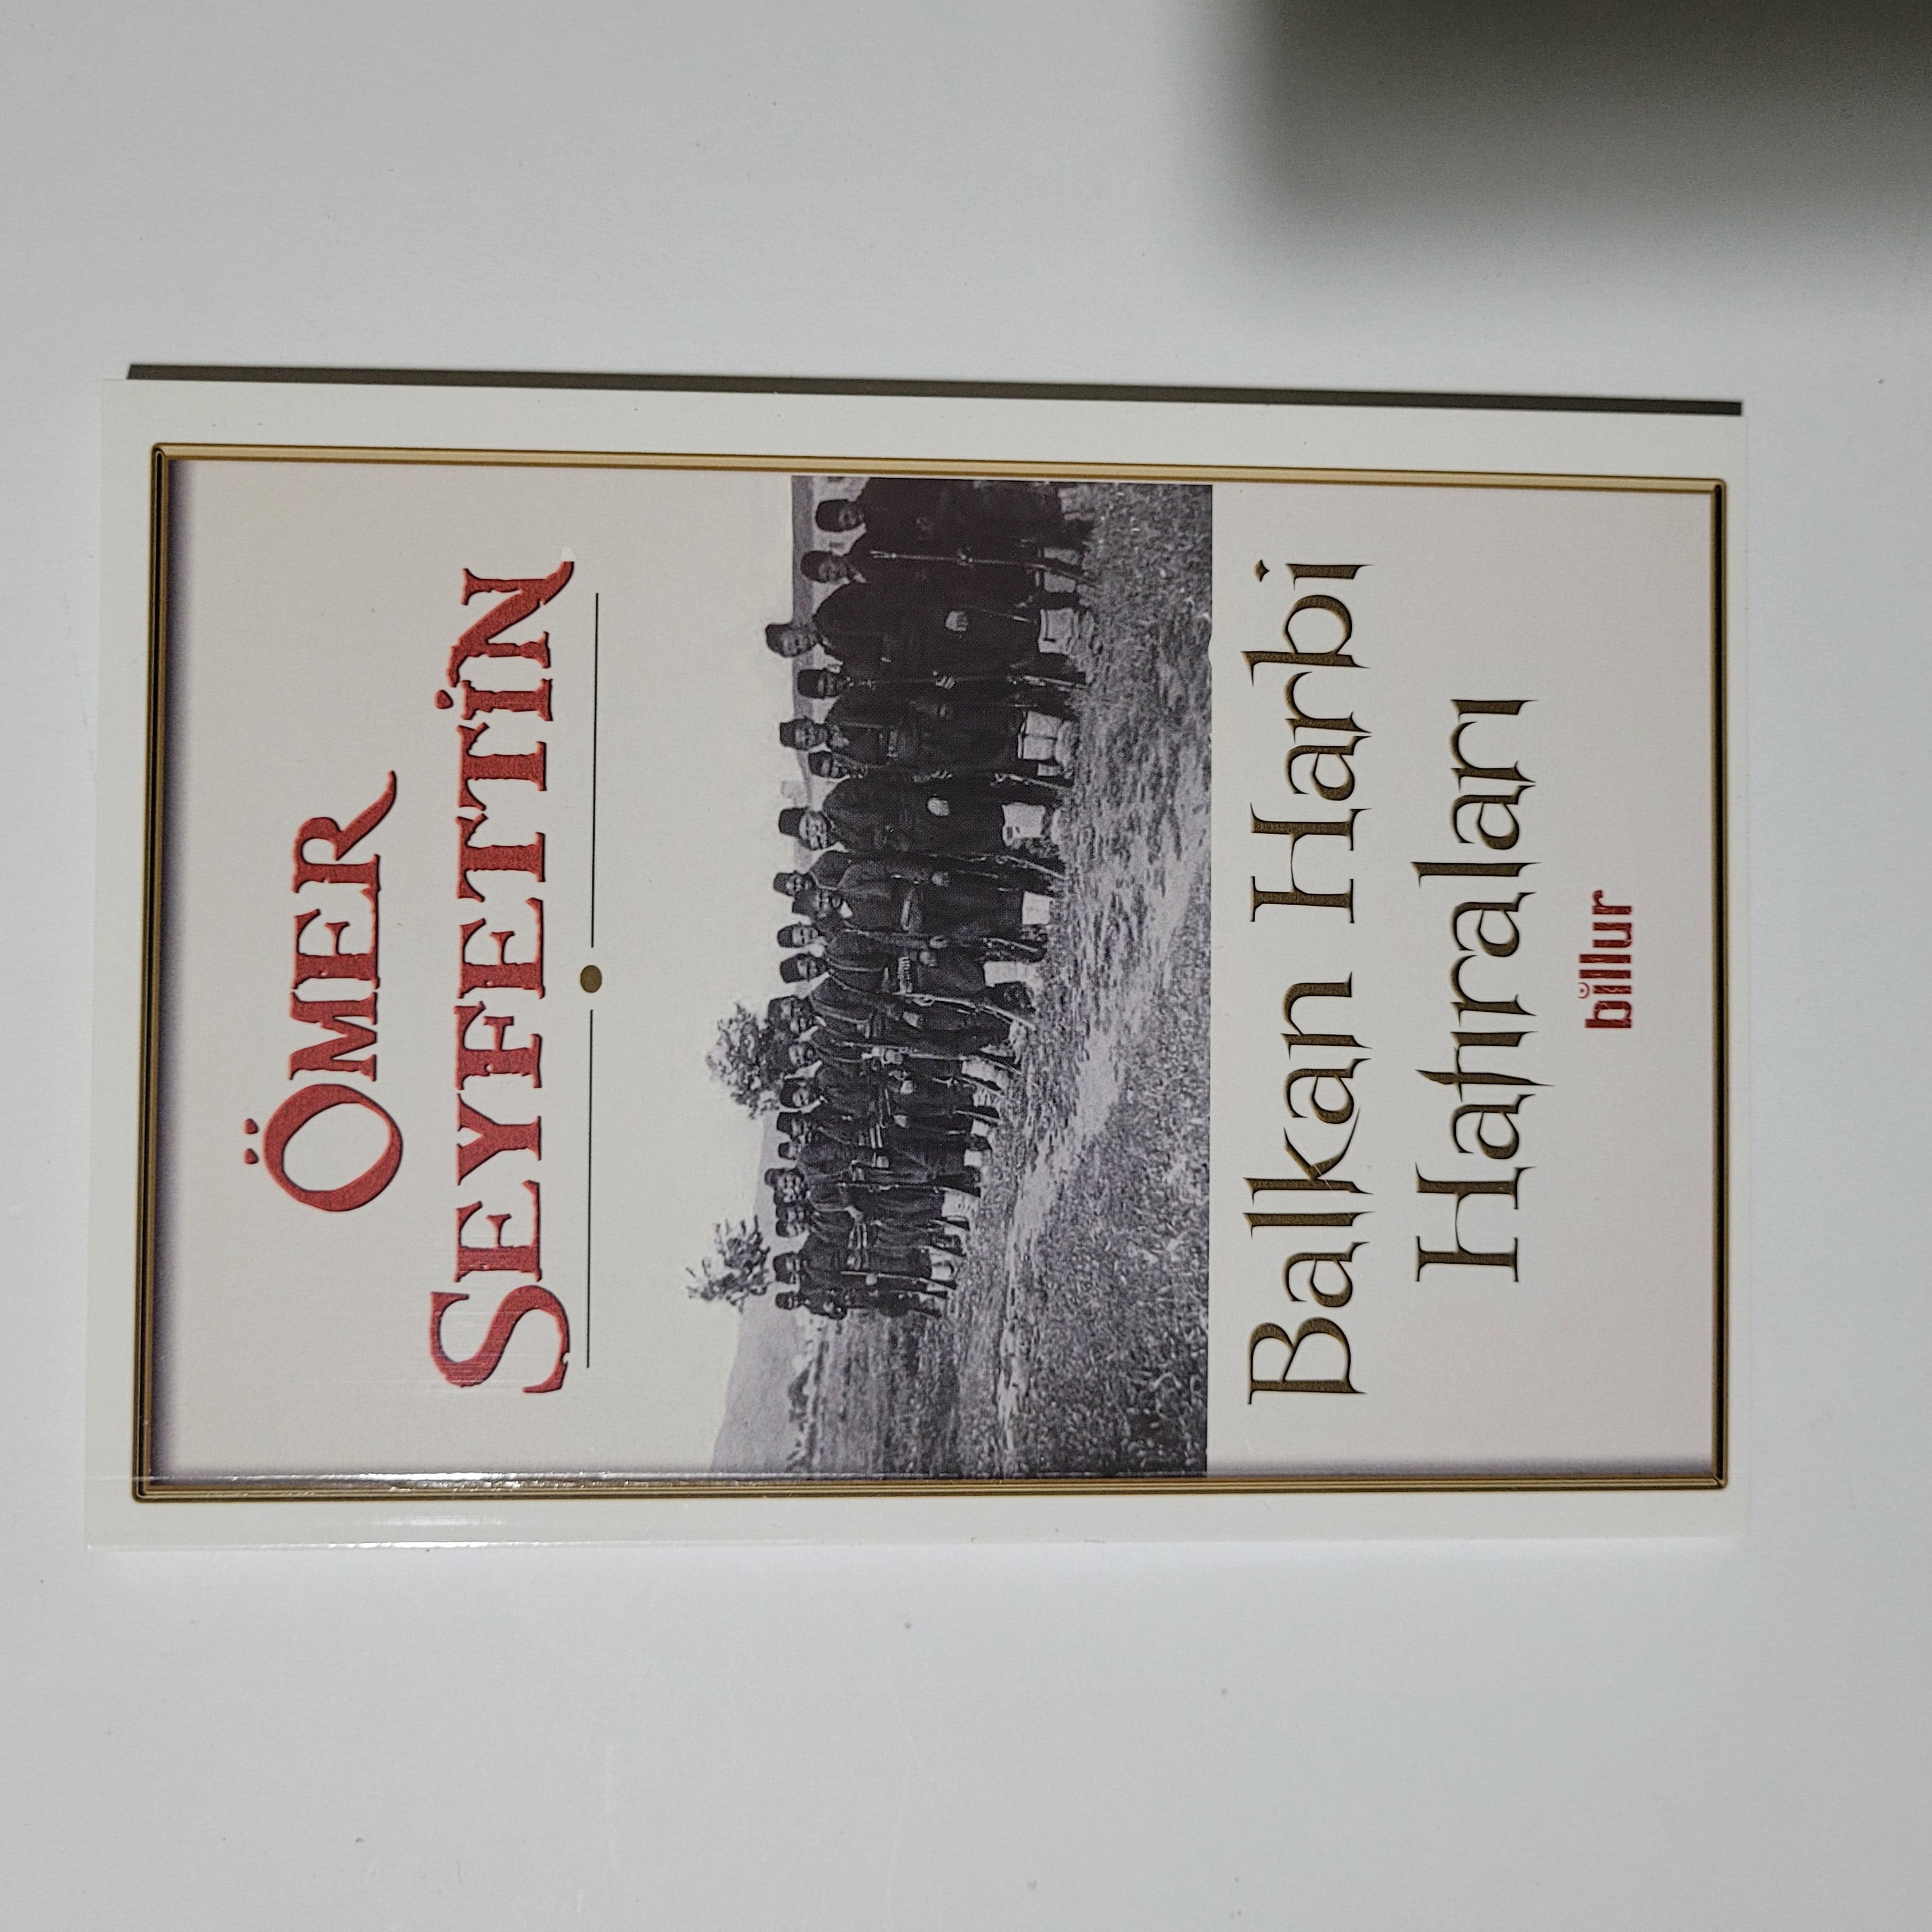 ÖMER
SEYFETTİN
Balkan Harbi
Hatıraları
billur